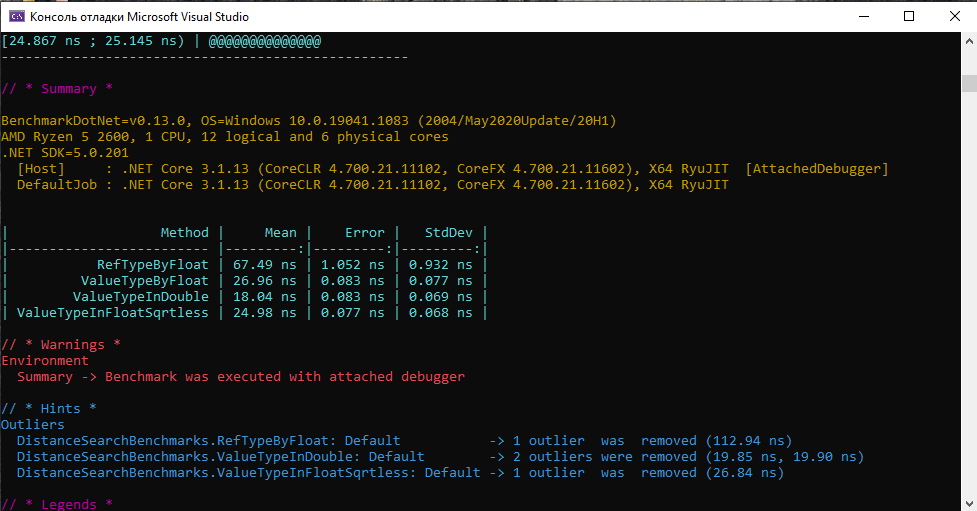 Консоль отладки Microsoft Visual Studio
[24.867 ns ; 25.145 ns) | @@@@@@@@@@@@@@
---------------------------------------------------
// * Summary *
BenchmarkDotNet=v0.13.0, OS=Windows 10.0.19041.1083 (2004/May2020Update/20H1)
AMD Ryzen 5 2600, 1 CPU, 12 logical and 6 physical cores
.NET SDK=5.0.201
  [Host]     : .NET Core 3.1.13 (CoreCLR 4.700.21.11102, CoreFX 4.700.21.11602), X64 RyuJIT  [AttachedDebugger]
  DefaultJob : .NET Core 3.1.13 (CoreCLR 4.700.21.11102, CoreFX 4.700.21.11602), X64 RyuJIT
|                   Method |     Mean |    Error |   StdDev |
|------------------------- |---------:|---------:|---------:|
|           RefTypeByFloat | 67.49 ns | 1.052 ns | 0.932 ns |
|         ValueTypeByFloat | 26.96 ns | 0.083 ns | 0.077 ns |
|        ValueTypeInDouble | 18.04 ns | 0.083 ns | 0.069 ns |
| ValueTypeInFloatSqrtless | 24.98 ns | 0.077 ns | 0.068 ns |
// * Warnings *
Environment
  Summary -> Benchmark was executed with attached debugger
// * Hints *
Outliers
  DistanceSearchBenchmarks.RefTypeByFloat: Default           -> 1 outlier  was  removed (112.94 ns)
  DistanceSearchBenchmarks.ValueTypeInDouble: Default        -> 2 outliers were removed (19.85 ns, 19.90 ns)
  DistanceSearchBenchmarks.ValueTypeInFloatSqrtless: Default -> 1 outlier  was  removed (26.84 ns)
// * Legends *